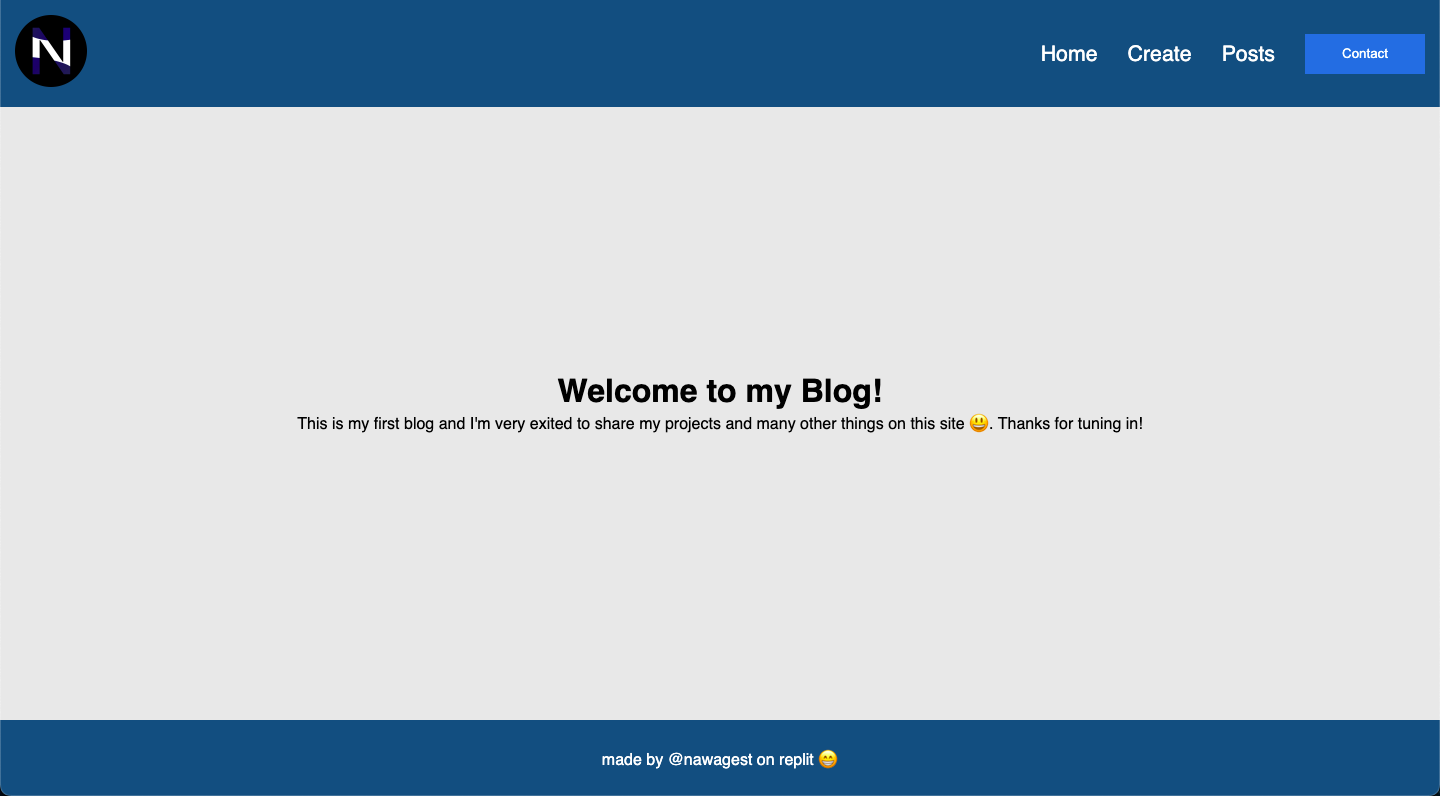 N
Home Create Posts Contact
Welcome to my Blog!
This is my first blog and I'm very exited to share my projects and many other things on this site 😃. Thanks for tuning in!
made by @nawagest on replit 😁